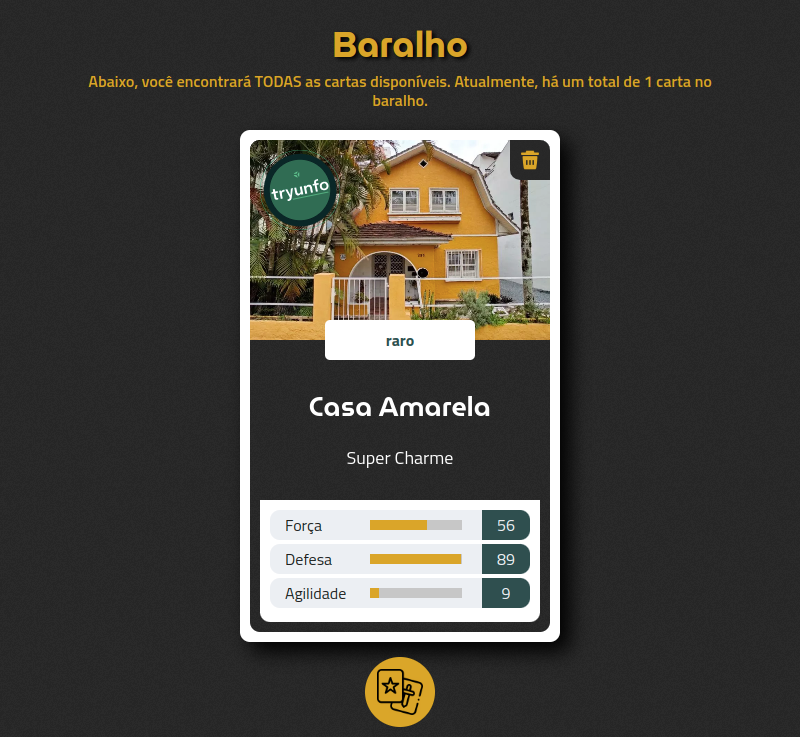 Baralho
Abaixo, você encontrará TODAS as cartas disponíveis. Atualmente, há um total de 1 carta no
baralho.
tryunfo
raro
Casa Amarela
Super Charme
Força 56
Defesa 89
Agilidade 9